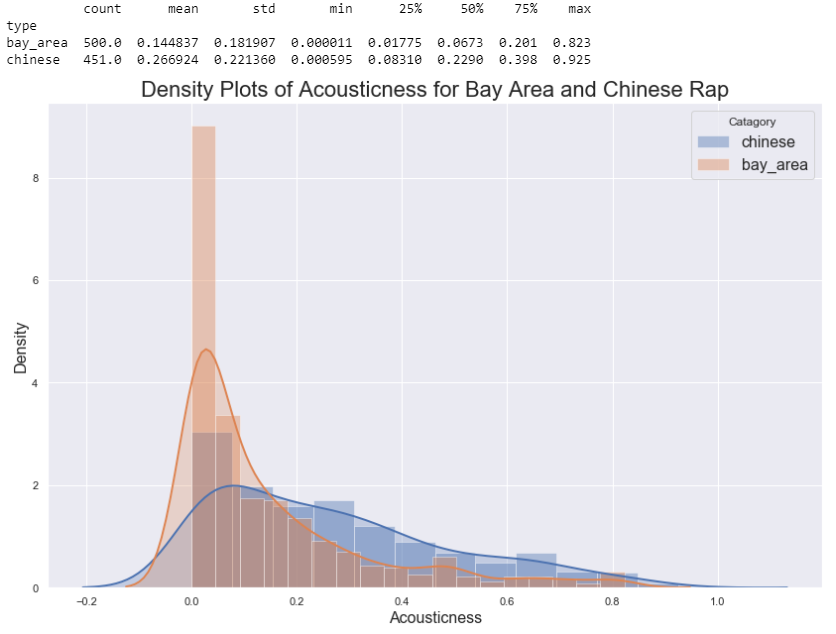 count mean std min 25% 50% 75% max
type
bay_area 500.0 0.144837 0.181907 0.000011 0.01775 0.0673 0.201 0.823
chinese 451.0 0.266924 0.221360 0.000595 0.08310 0.2290 0.398 0.925
Density Plots of Acousticness for Bay Area and Chinese Rap
Catagory
chinese
bay_area
8
6
4
2
0
Density
−0.2 0.0 0.2 0.4 0.6 0.8 1.0
Acousticness